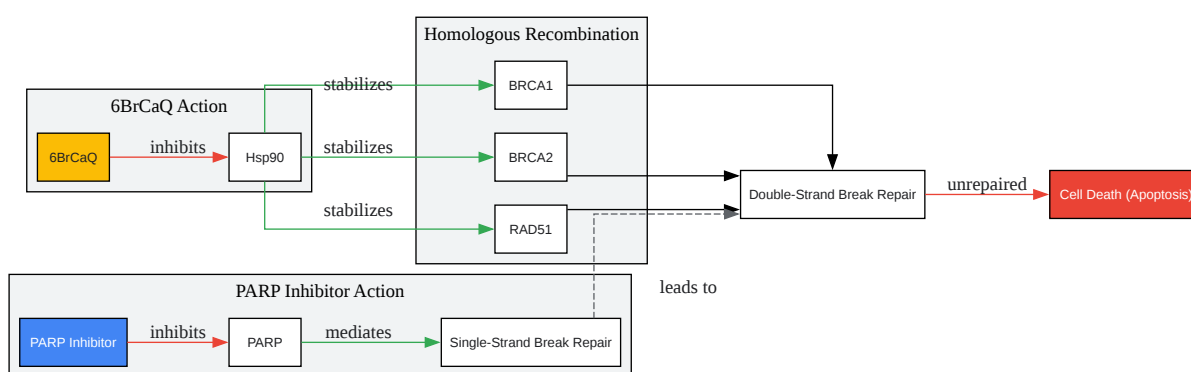 Homologous Recombination
stabilizes
BRCA1
6BrCaQ Action
6BrCaQ
inhibits
Hsp90
stabilizes
BRCA2
Double-Strand Break Repair
unrepaired
Cell Death (Apoptosis)
stabilizes
RAD51
PARP Inhibitor Action
leads to
PARP Inhibitor
inhibits
PARP
mediates
Single-Strand Break Repair